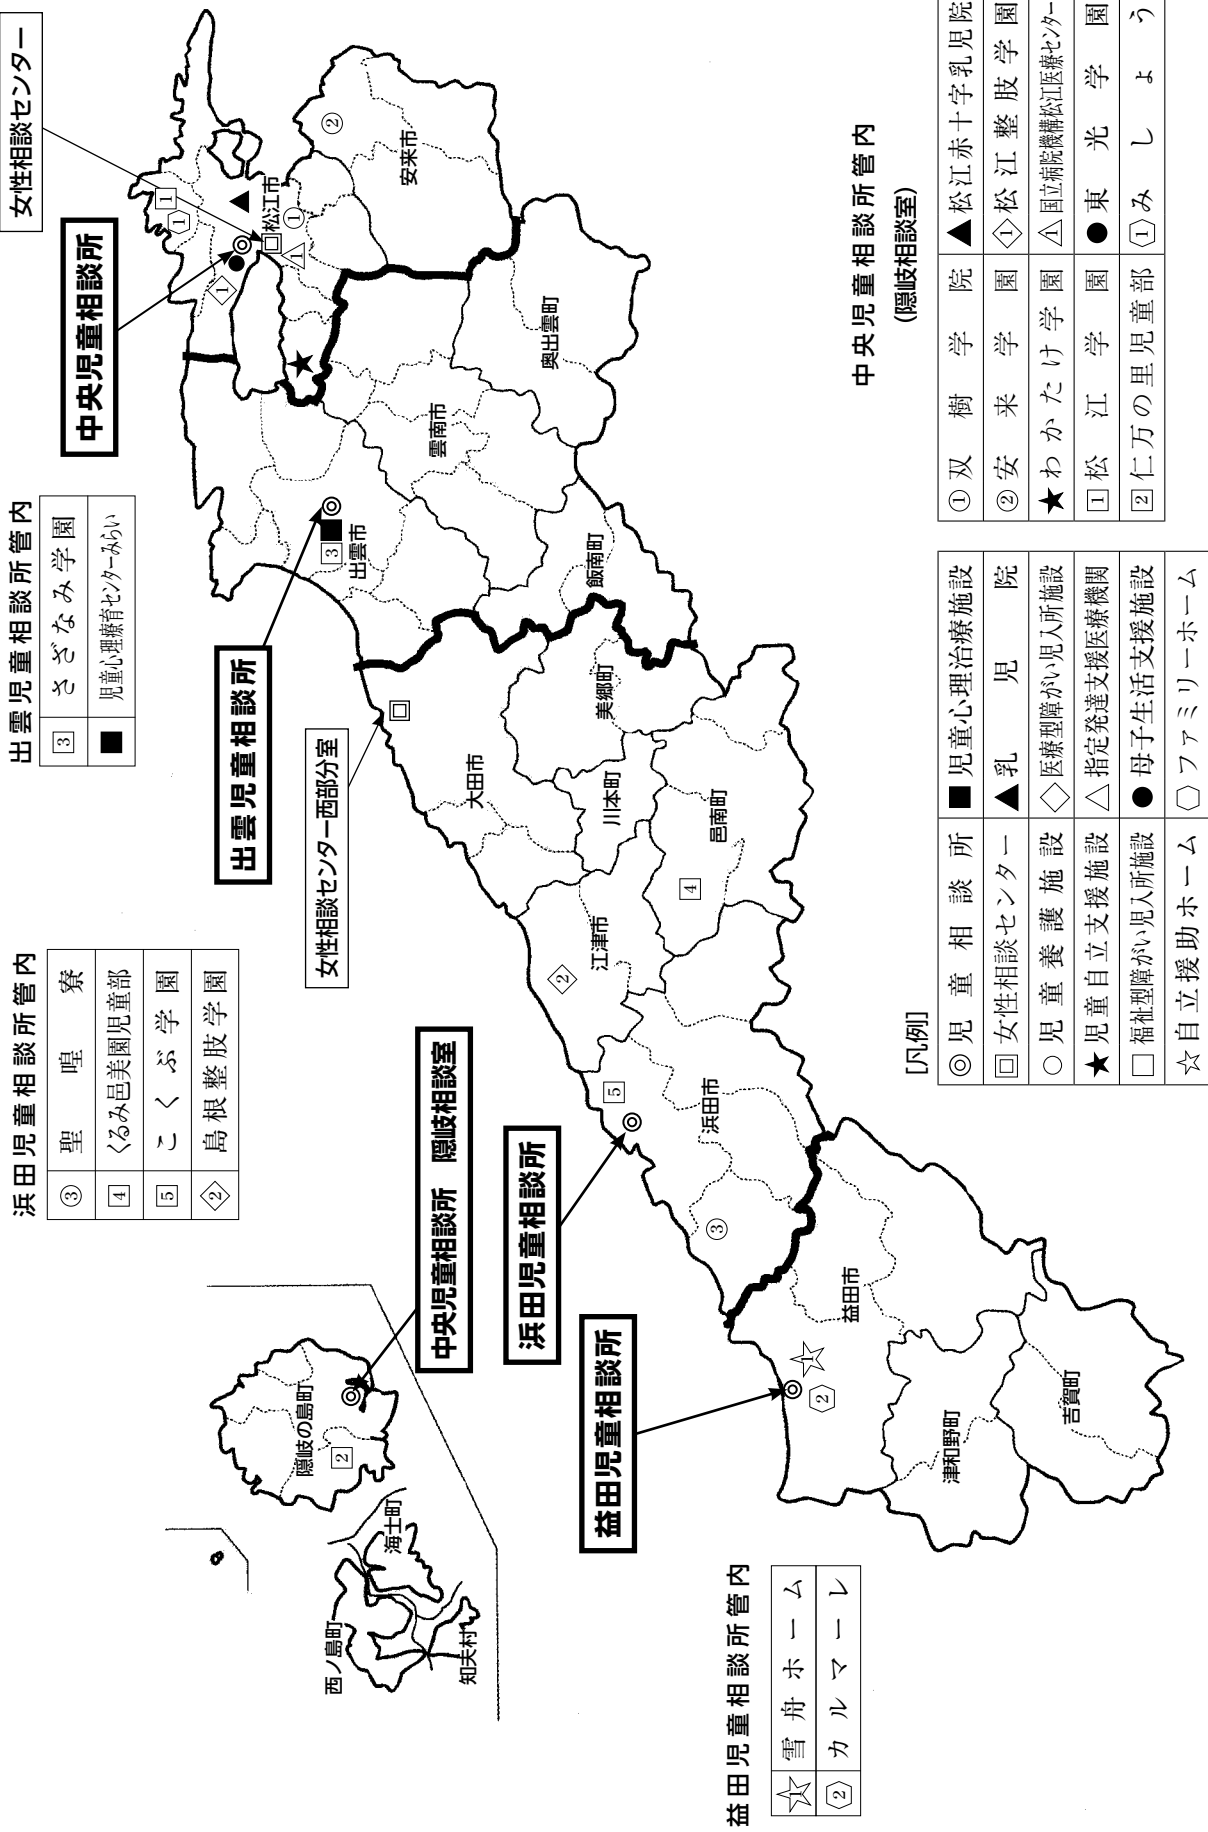 浜田児童相談所管内
③ 聖喤寮
4 くるみ邑美園児童部
5 こくぶ学園
2 島根整肢学園
出雲児童相談所管内
3 さざなみ学園
■ 児童心理療育センターみらい
女性相談センター
中央児童相談所
出雲児童相談所
女性相談センター西部分室
中央児童相談所 隠岐相談室
浜田児童相談所
益田児童相談所
隠岐の島町
2
海士町
西ノ島町
知夫村
1
1
松江市
①
1
1
②
安来市
奥出雲町
雲南市
3
出雲市
飯南町
大田市
美郷町
川本町
邑南町
4
江津市
2
5
浜田市
③
益田市
1
2
津和野町
吉賀町
益田児童相談所管内
1 雪舟ホーム
2 カルマーレ
[凡例]
◎ 児童相談所
回 女性相談センター
○ 児童養護施設
★ 児童自立支援施設
□ 福祉型障がい児入所施設
☆ 自立援助ホーム
■ 児童心理治療施設
▲ 乳児院
◇ 医療型障がい児入所施設
△ 指定発達支援医療機関
● 母子生活支援施設
⬡ ファミリーホーム
中央児童相談所管内
(隠岐相談室)
① 双樹学院
② 安来学園
★ わかたけ学園
1 松江学園
2 仁万の里児童部
▲ 松江赤十字乳児院
1 松江整肢学園
1 国立病院機構松江医療センター
● 東光学園
1 みしょう